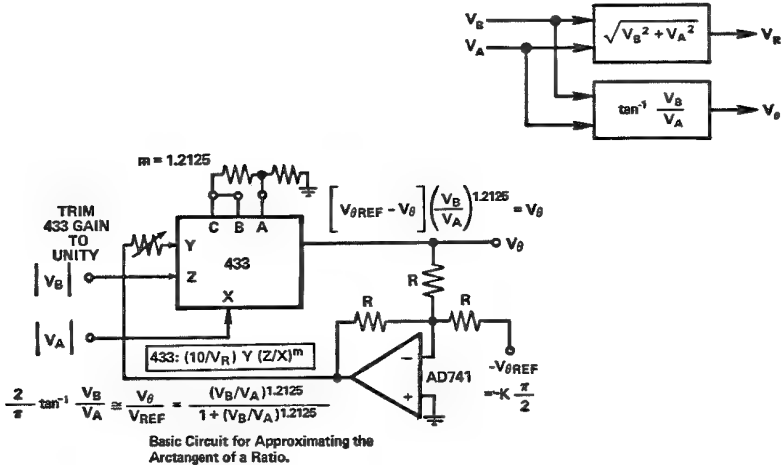 V_B
V_A
√V_B² + V_A²
V_R
tan⁻¹ V_B/V_A
V_θ
m = 1.2125
TRIM
433 GAIN
TO
UNITY
C B A
Y
433
Z
X
[V_θREF – V_θ] (V_B/V_A)^1.2125 = V_θ
V_θ
|V_B|
|V_A|
R
R
R
433: (10/V_R) Y (Z/X)^m
–
+
AD741
-V_θREF
=-K π/2
2/π tan⁻¹ V_B/V_A ≅ V_θ/V_REF = (V_B/V_A)^1.2125 / 1 + (V_B/V_A)^1.2125
Basic Circuit for Approximating the
Arctangent of a Ratio.